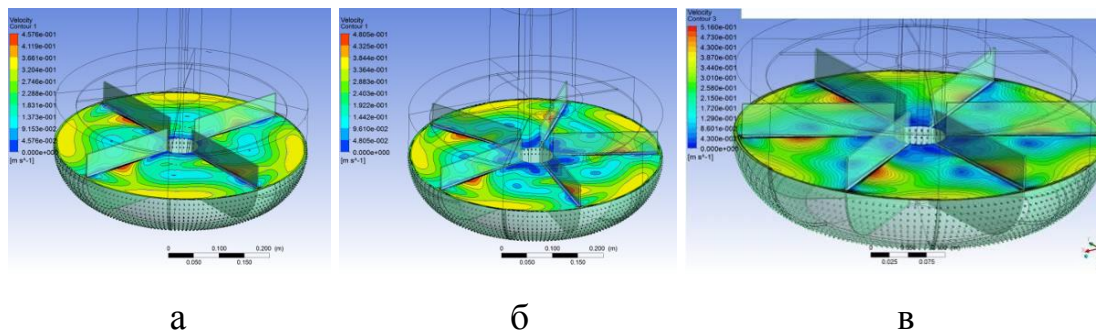 Velocity
Contour 1
4.576e-001
4.119e-001
3.661e-001
3.204e-001
2.746e-001
2.288e-001
1.831e-001
1.373e-001
9.153e-002
4.576e-002
0.000e+000
[m s^-1]
0 0.100 0.200 (m)
0.050 0.150
Velocity
Contour 1
4.805e-001
4.325e-001
3.844e-001
3.364e-001
2.883e-001
2.403e-001
1.922e-001
1.442e-001
9.610e-002
4.805e-002
0.000e+000
[m s^-1]
0 0.100 0.200 (m)
0.050 0.150
Velocity
Contour 3
5.160e-001
4.730e-001
4.300e-001
3.870e-001
3.440e-001
3.010e-001
2.580e-001
2.150e-001
1.720e-001
1.290e-001
8.601e-002
4.300e-002
0.000e+000
[m s^-1]
0 (m)
0.025 0.075
а б в